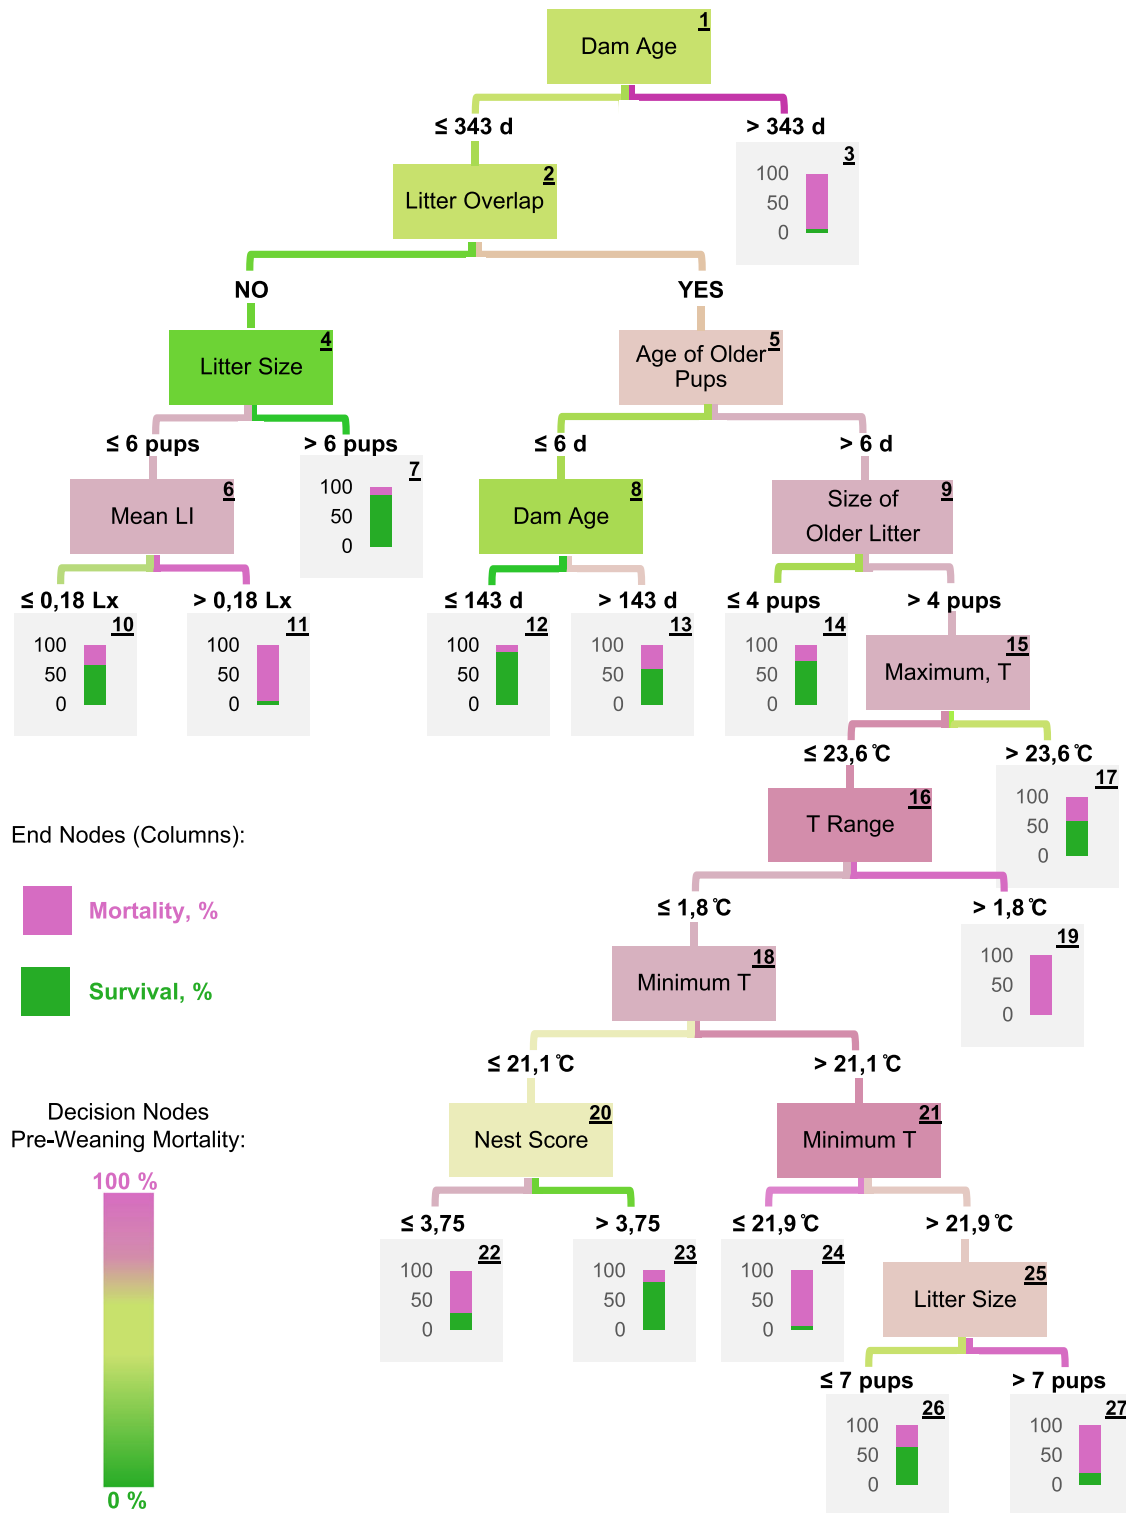 1
Dam Age
≤ 343 d
> 343 d
2
Litter Overlap
3
100
50
0
NO
YES
4
Litter Size
5
Age of Older
Pups
≤ 6 pups
> 6 pups
≤ 6 d
> 6 d
6
Mean LI
7
100
50
0
8
Dam Age
9
Size of
Older Litter
≤ 0,18 Lx
> 0,18 Lx
≤ 143 d
> 143 d
≤ 4 pups
> 4 pups
10
100
50
0
11
100
50
0
12
100
50
0
13
100
50
0
14
100
50
0
15
Maximum, T
≤ 23,6 ℃
> 23,6 ℃
16
T Range
17
100
50
0
End Nodes (Columns):
Mortality, %
Survival, %
≤ 1,8 ℃
> 1,8 ℃
18
Minimum T
19
100
50
0
≤ 21,1 ℃
> 21,1 ℃
20
Nest Score
21
Minimum T
Decision Nodes
Pre-Weaning Mortality:
100 %
0 %
≤ 3,75
> 3,75
≤ 21,9 ℃
> 21,9 ℃
22
100
50
0
23
100
50
0
24
100
50
0
25
Litter Size
≤ 7 pups
> 7 pups
26
100
50
0
27
100
50
0